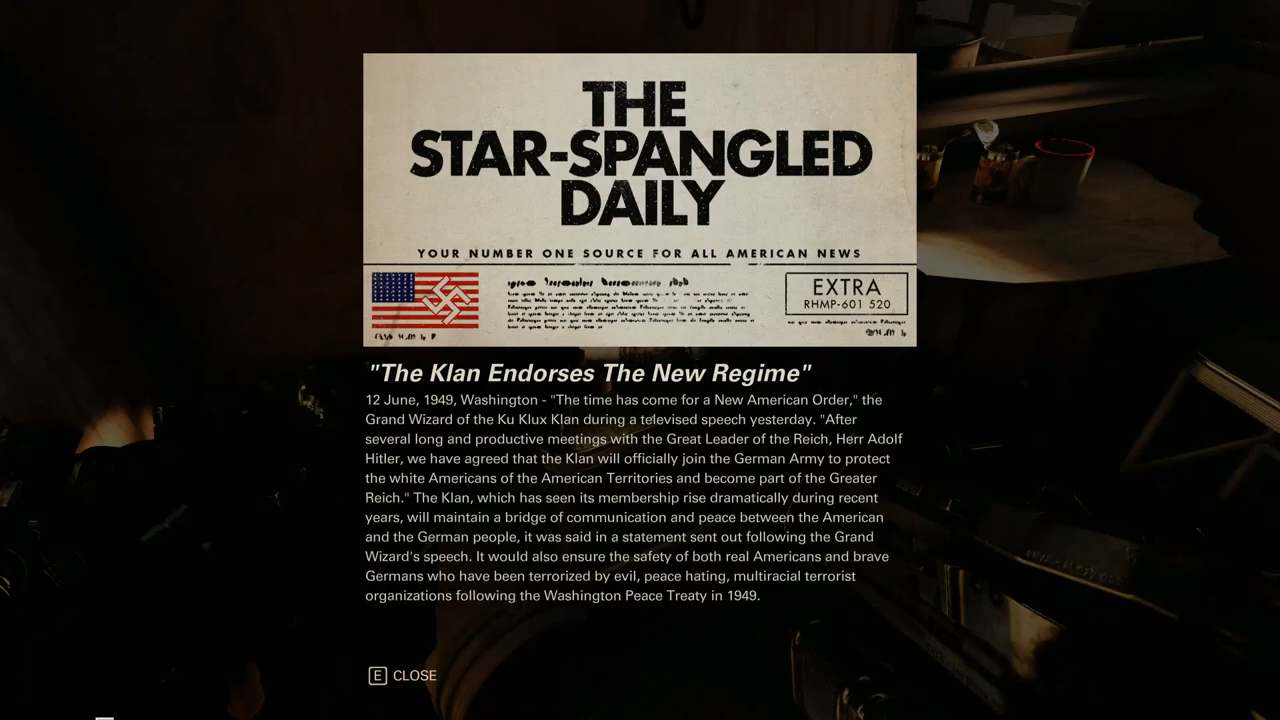 THE
STAR-SPANGLED
DAILY
YOUR NUMBER ONE SOURCE FOR ALL AMERICAN NEWS
EXTRA
RHMP-601 520
"The Klan Endorses The New Regime"
12 June, 1949, Washington - "The time has come for a New American Order," the
Grand Wizard of the Ku Klux Klan during a televised speech yesterday. "After
several long and productive meetings with the Great Leader of the Reich, Herr Adolf
Hitler, we have agreed that the Klan will officially join the German Army to protect
the white Americans of the American Territories and become part of the Greater
Reich." The Klan, which has seen its membership rise dramatically during recent
years, will maintain a bridge of communication and peace between the American
and the German people, it was said in a statement sent out following the Grand
Wizard's speech. It would also ensure the safety of both real Americans and brave
Germans who have been terrorized by evil, peace hating, multiracial terrorist
organizations following the Washington Peace Treaty in 1949.
E CLOSE